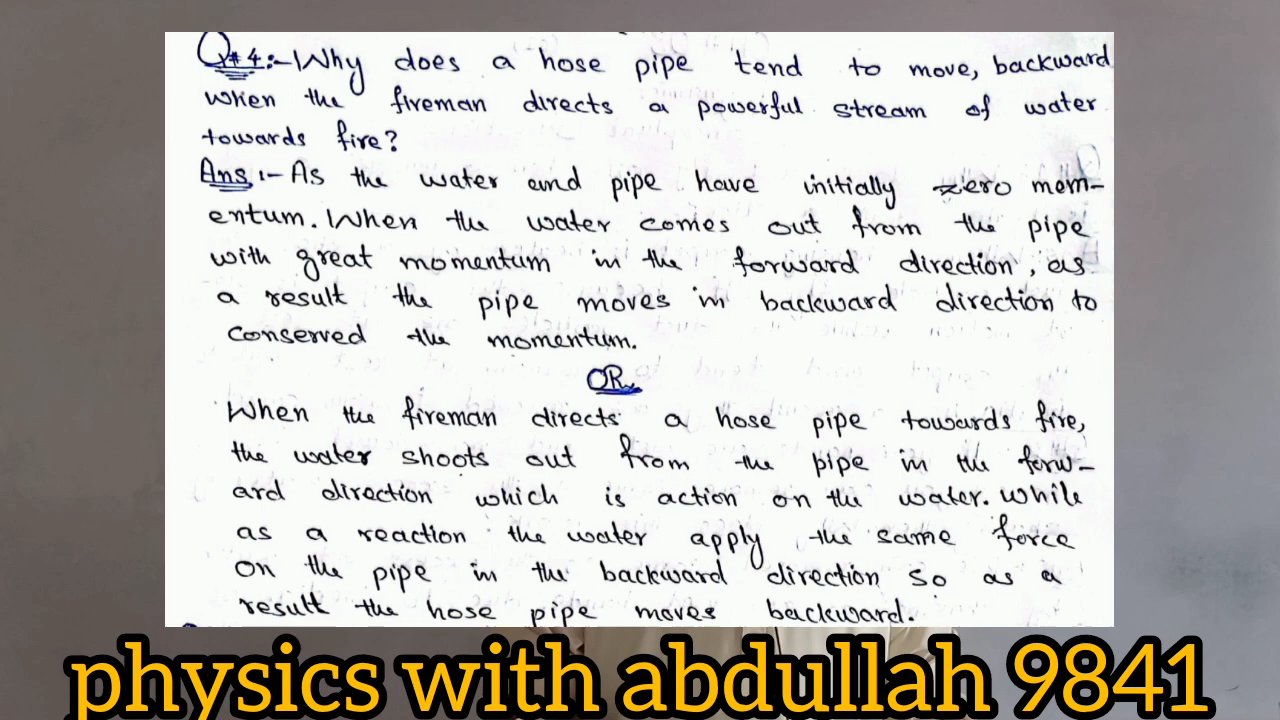 Q#4:- Why does a hose pipe tend to move, backward
when the fireman directs a powerful stream of water
towards fire?
Ans:- As the water and pipe have initially zero mom-
entum. When the water comes out from the pipe
with great momentum in the forward direction, as
a result the pipe moves in backward direction to
conserved the momentum.
OR
When the fireman directs a hose pipe towards fire,
the water shoots out from the pipe in the forw-
ard direction which is action on the water. While
as a reaction the water apply the same force
on the pipe in the backward direction so as a
result the hose pipe moves backward.
physics with abdullah 9841